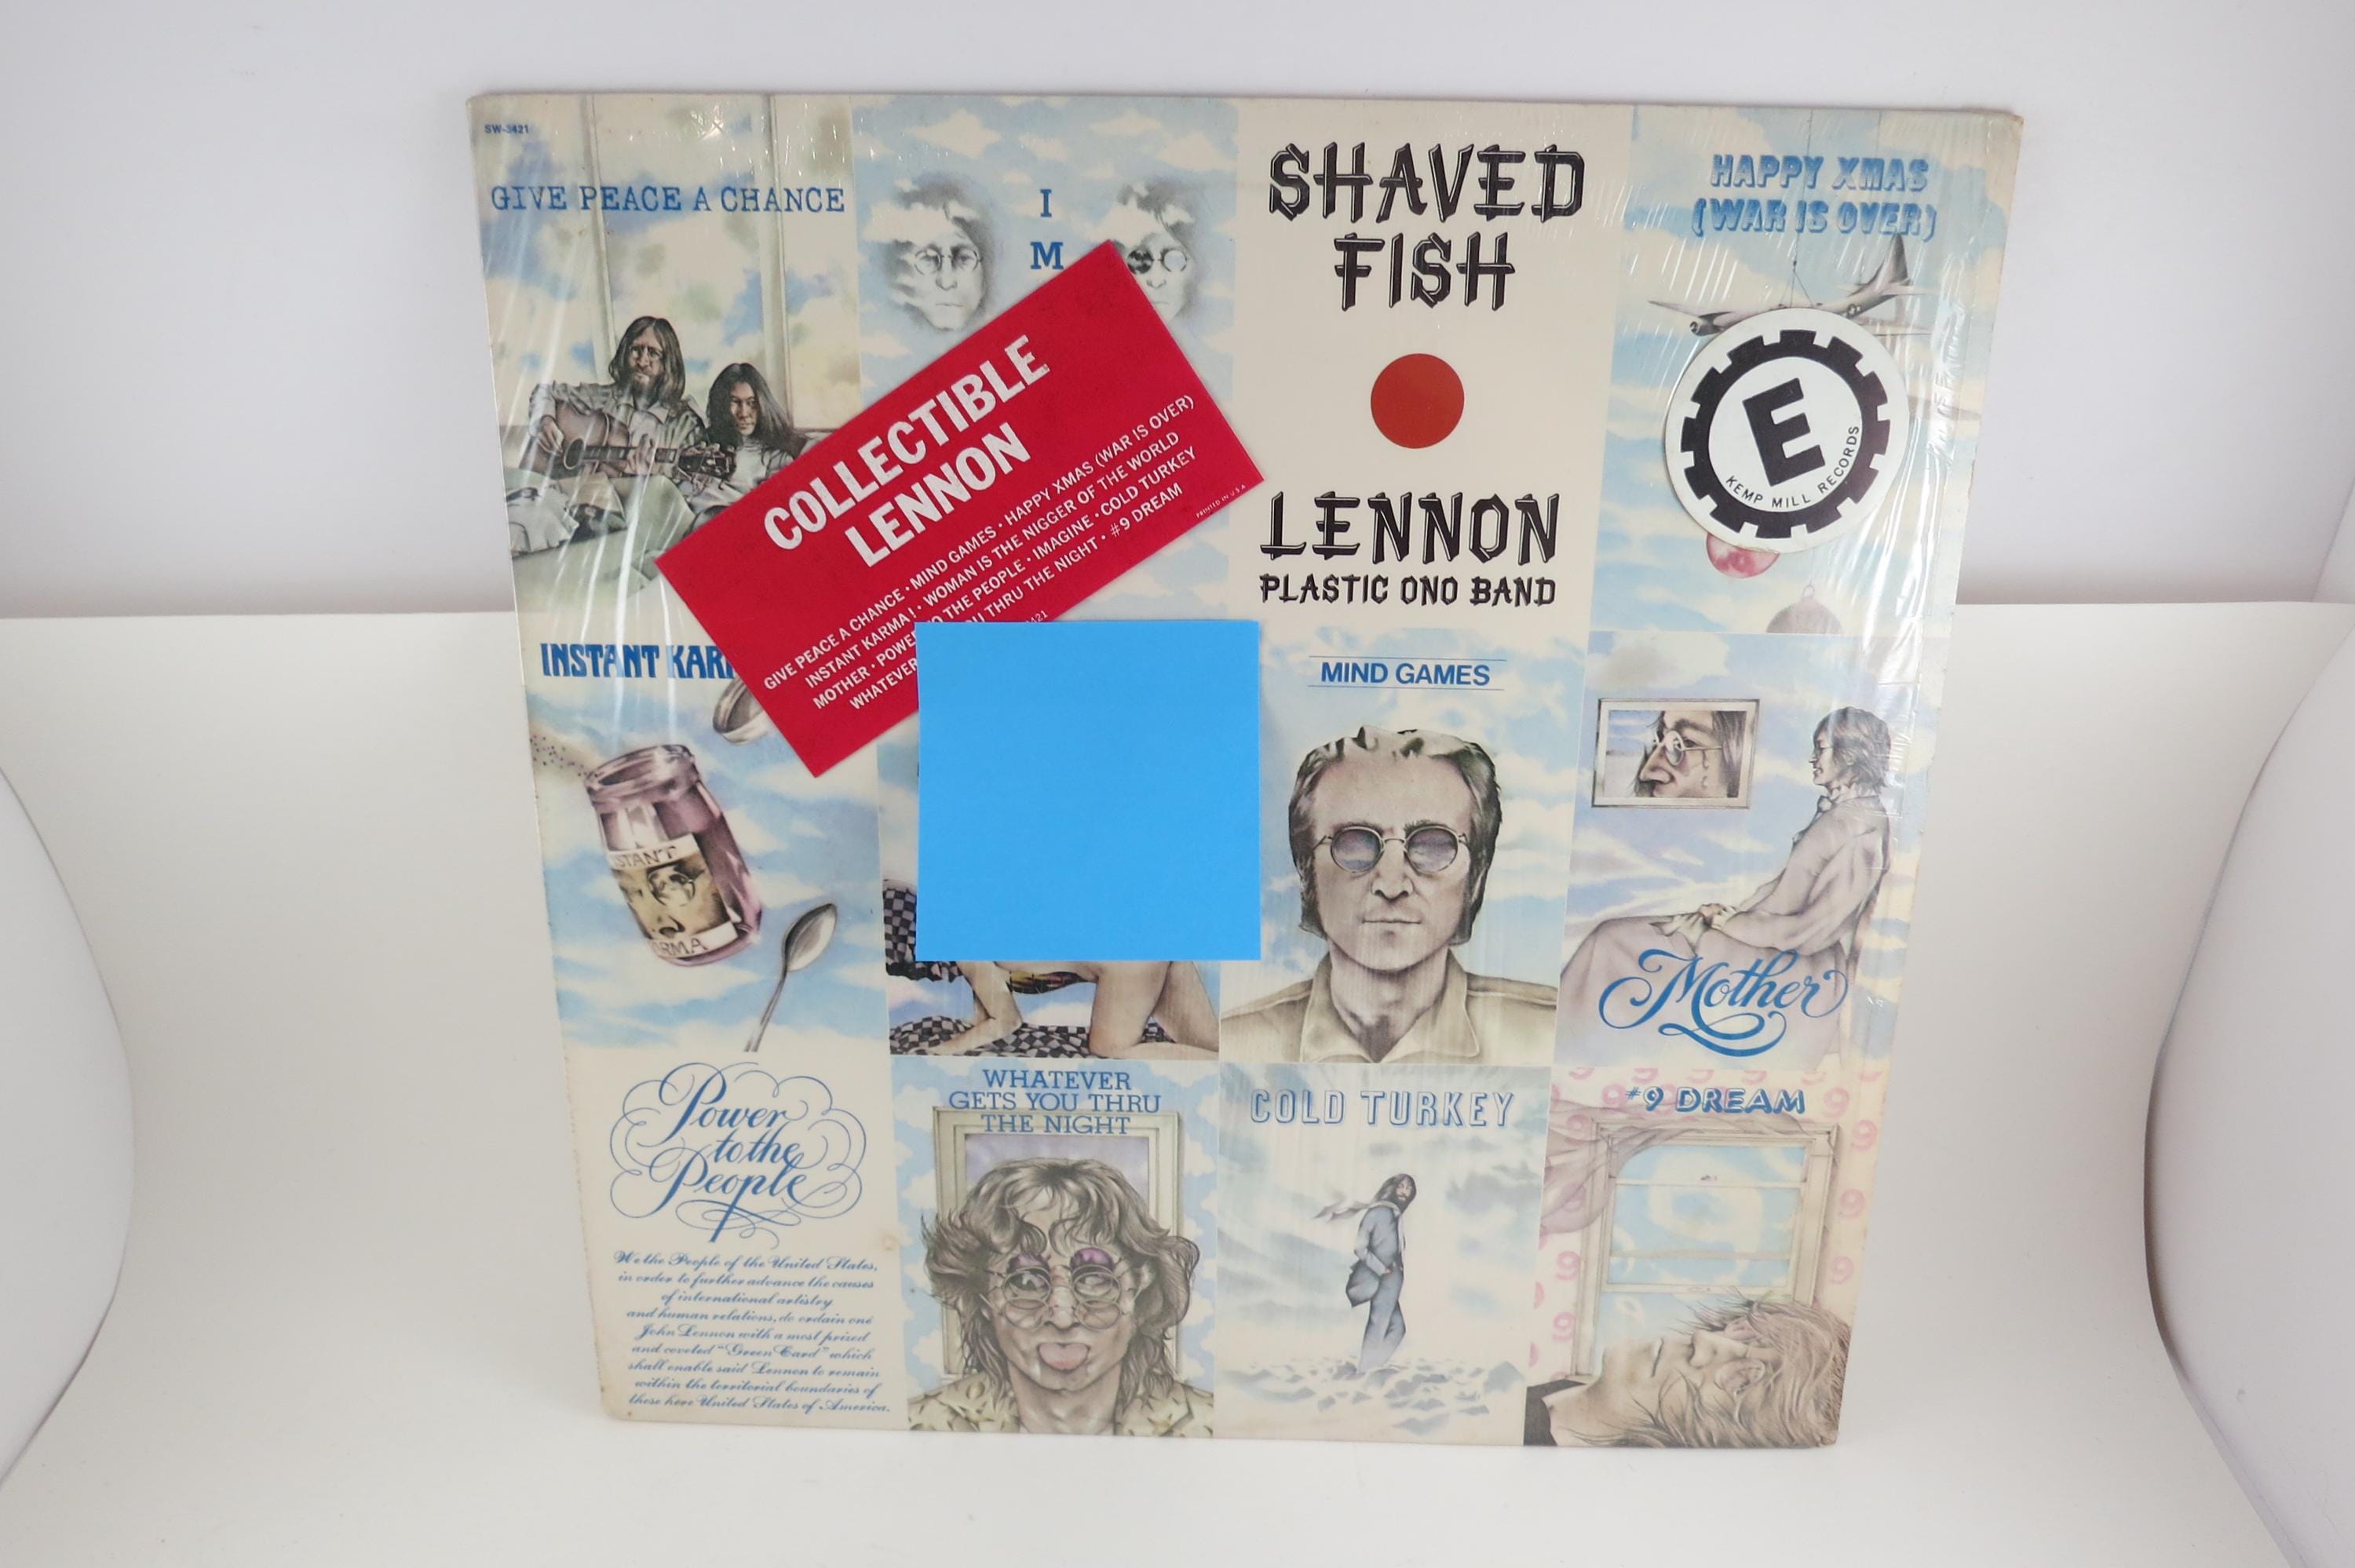 SW-3421
GIVE PEACE A CHANCE
I
M
SHAVED
FISH
LENNON
PLASTIC ONO BAND
HAPPY XMAS
(WAR IS OVER)
E
KEMP MILL RECORDS
COLLECTIBLE
LENNON
GIVE PEACE A CHANCE • MIND GAMES • HAPPY XMAS (WAR IS OVER)
INSTANT KARMA! • WOMAN IS THE NIGGER OF THE WORLD
MOTHER • POWER TO THE PEOPLE • IMAGINE • COLD TURKEY
WHATEVER YOU THRU THE NIGHT • #9 DREAM
PRINTED IN U.S.A.
INSTANT KAR
STANT
RMA
MIND GAMES
Mother
Power
to the
People
We the People of the United States,
in order to further advance the causes
of international artistry
and human relations, do ordain one
John Lennon with a most prized
and coveted "Green Card" which
shall enable said Lennon to remain
within the territorial boundaries of
these here United States of America.
WHATEVER
GETS YOU THRU
THE NIGHT
COLD TURKEY
#9 DREAM